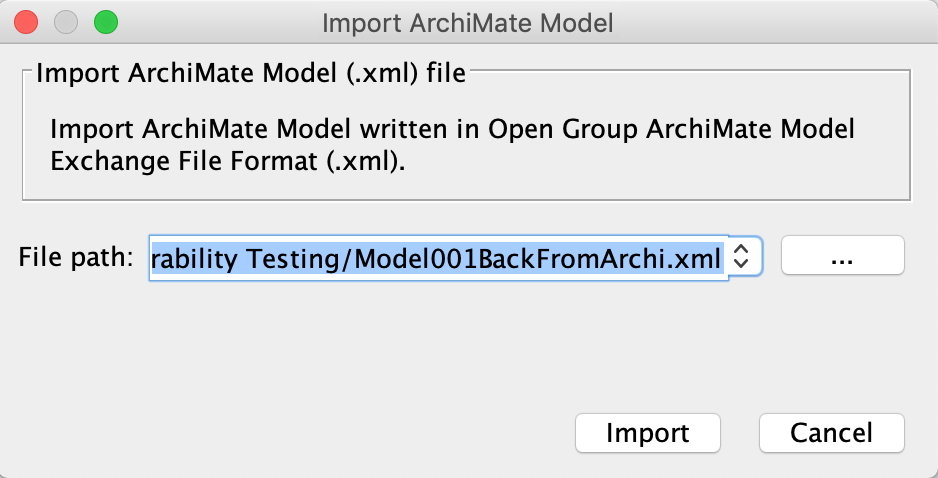 Import ArchiMate Model
Import ArchiMate Model (.xml) file
Import ArchiMate Model written in Open Group ArchiMate Model
Exchange File Format (.xml).
File path: rability Testing/Model001BackFromArchi.xml ...
Import Cancel